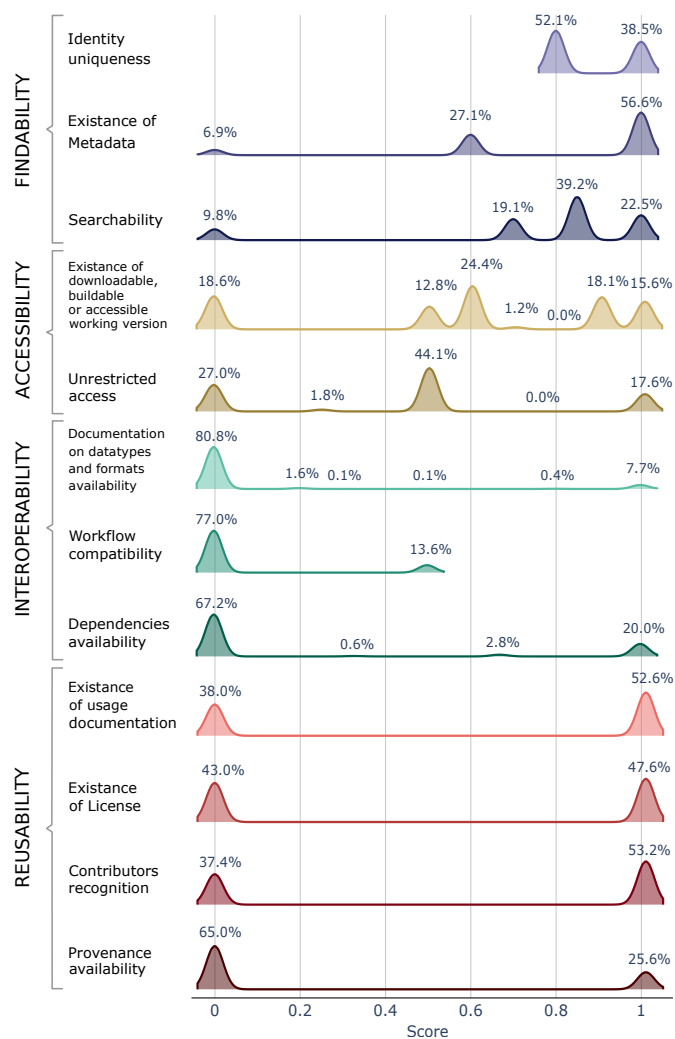 FINDABILITY
Identity
uniqueness
52.1% 38.5%
Existance of
Metadata
6.9% 27.1% 56.6%
Searchability
9.8% 19.1% 39.2% 22.5%
ACCESSIBILITY
Existance of
downloadable,
buildable
or accessible
working version
18.6% 12.8% 24.4% 1.2% 0.0% 18.1% 15.6%
Unrestricted
access
27.0% 1.8% 44.1% 0.0% 17.6%
INTEROPERABILITY
Documentation
on datatypes
and formats
availability
80.8% 1.6% 0.1% 0.1% 0.4% 7.7%
Workflow
compatibility
77.0% 13.6%
Dependencies
availability
67.2% 0.6% 2.8% 20.0%
REUSABILITY
Existance
of usage
documentation
38.0% 52.6%
Existance
of License
43.0% 47.6%
Contributors
recognition
37.4% 53.2%
Provenance
availability
65.0% 25.6%
0 0.2 0.4 0.6 0.8 1
Score